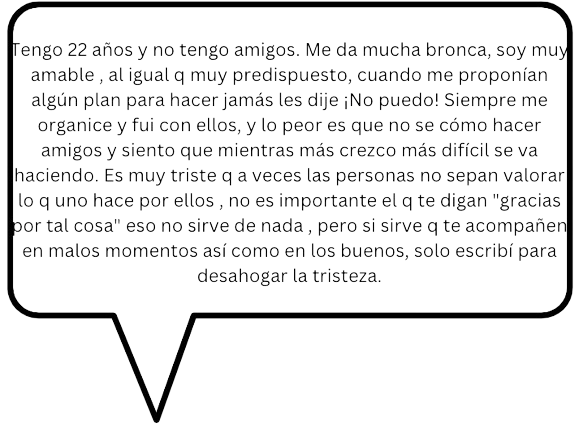 Tengo 22 años y no tengo amigos. Me da mucha bronca, soy muy
amable , al igual q muy predispuesto, cuando me proponían
algún plan para hacer jamás les dije ¡No puedo! Siempre me
organice y fui con ellos, y lo peor es que no se cómo hacer
amigos y siento que mientras más crezco más difícil se va
haciendo. Es muy triste q a veces las personas no sepan valorar
lo q uno hace por ellos , no es importante el q te digan "gracias
por tal cosa" eso no sirve de nada , pero si sirve q te acompañen
en malos momentos así como en los buenos, solo escribí para
desahogar la tristeza.